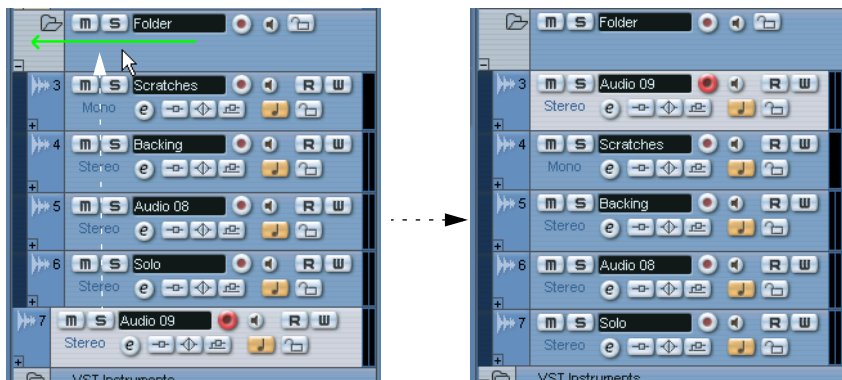 m S Folder
3 m S Scratches R W
Mono e
4 m S Backing R W
Stereo e
5 m S Audio 08 R W
Stereo e
6 m S Solo R W
Stereo e
7 m S Audio 09 R W
Stereo e
VST Instruments
m S Folder
3 m S Audio 09 R W
Stereo e
4 m S Scratches R W
Mono e
5 m S Backing R W
Stereo e
6 m S Audio 08 R W
Stereo e
7 m S Solo R W
Stereo e
VST Instruments